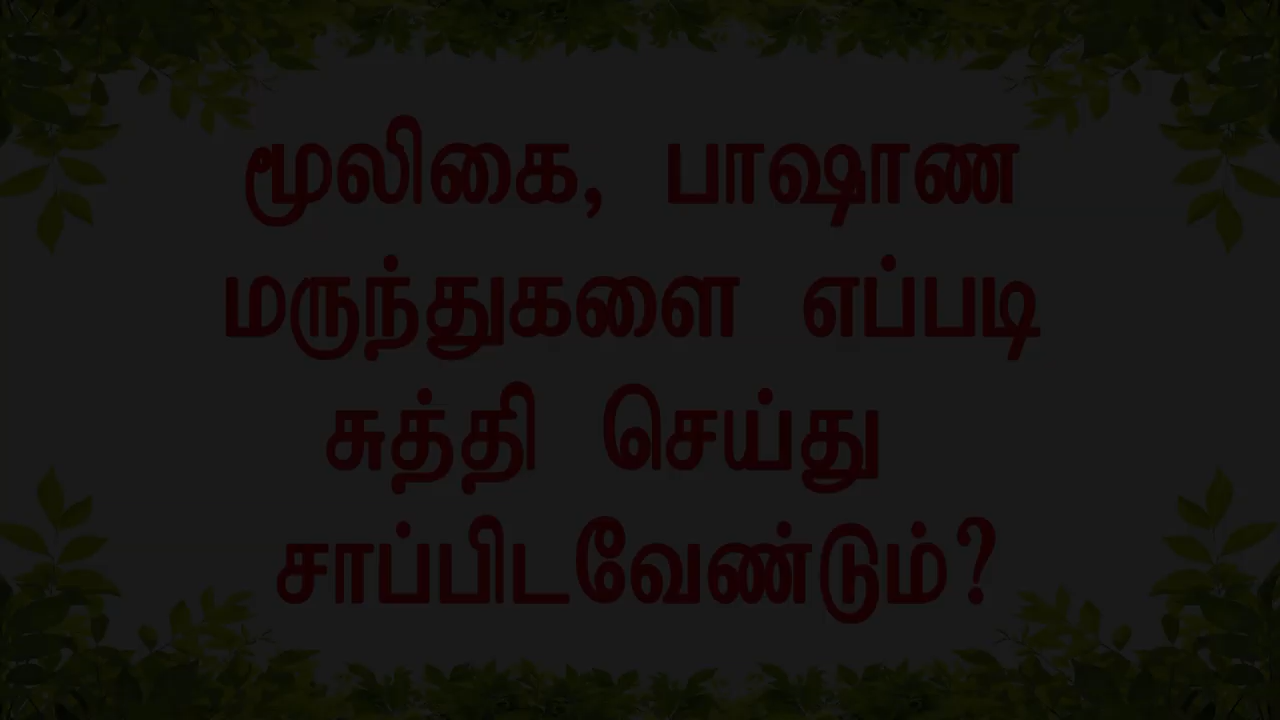 மூலிகை, பாஷாண
மருந்துகளை எப்படி
சுத்தி செய்து
சாப்பிடவேண்டும்?